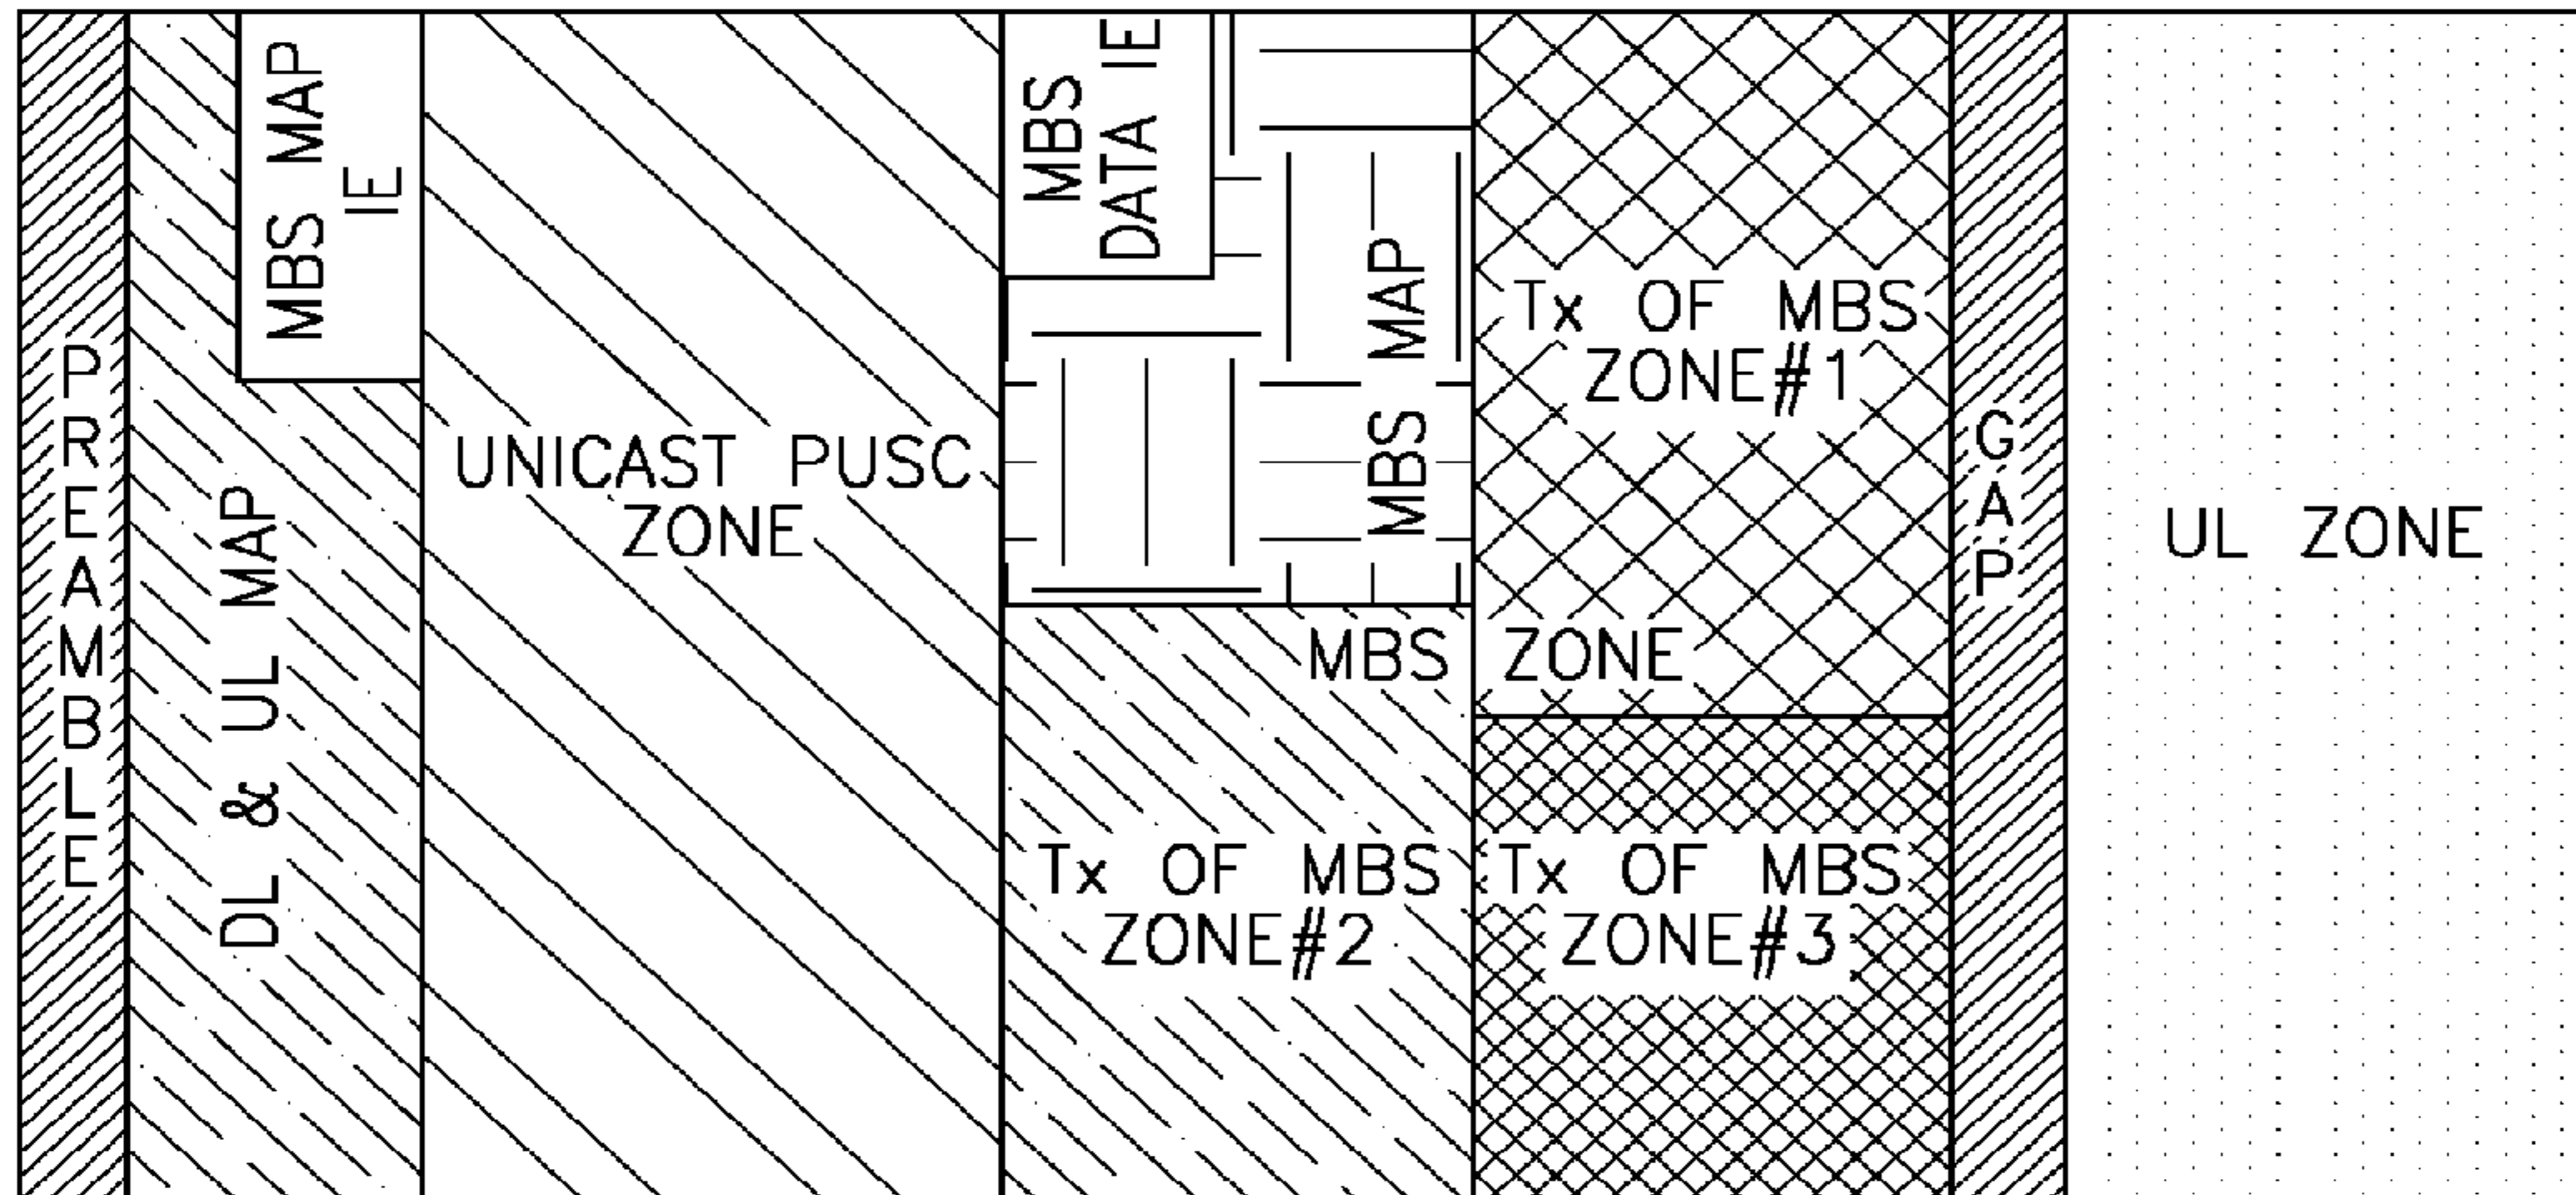 PREAMBLE
DL & UL MAP
MBS MAP
IE
UNICAST PUSC
ZONE
MBS
DATA IE
MBS MAP
MBS ZONE
Tx OF MBS
ZONE#1
Tx OF MBS
ZONE#2
Tx OF MBS
ZONE#3
GAP
UL ZONE